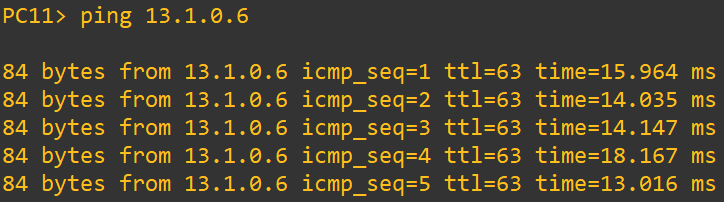 PC11> ping 13.1.0.6
84 bytes from 13.1.0.6 icmp_seq=1 ttl=63 time=15.964 ms
84 bytes from 13.1.0.6 icmp_seq=2 ttl=63 time=14.035 ms
84 bytes from 13.1.0.6 icmp_seq=3 ttl=63 time=14.147 ms
84 bytes from 13.1.0.6 icmp_seq=4 ttl=63 time=18.167 ms
84 bytes from 13.1.0.6 icmp_seq=5 ttl=63 time=13.016 ms